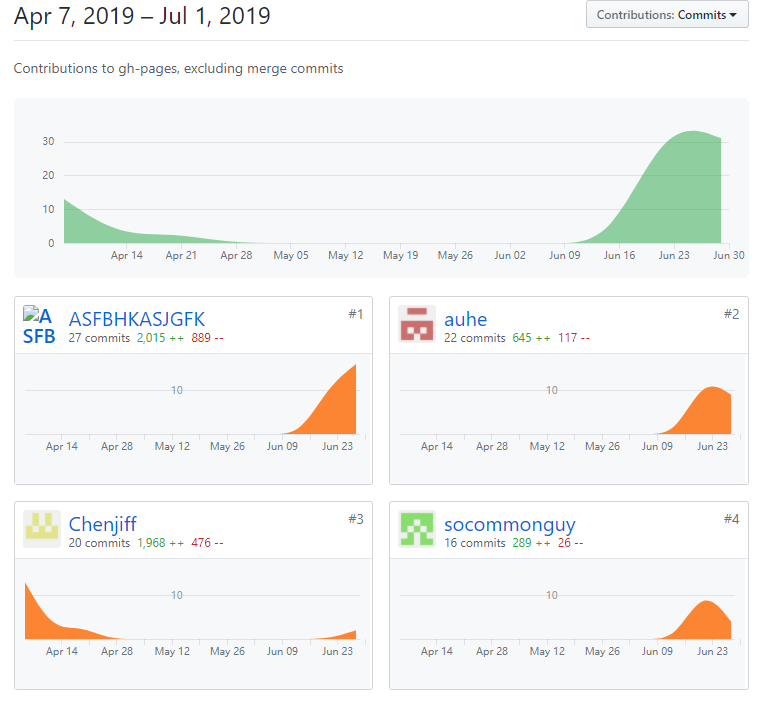 Apr 7, 2019 – Jul 1, 2019
Contributions: Commits
Contributions to gh-pages, excluding merge commits
30
20
10
0
Apr 14 Apr 21 Apr 28 May 05 May 12 May 19 May 26 Jun 02 Jun 09 Jun 16 Jun 23 Jun 30
A
SFB
ASFBHKASJGFK
#1
27 commits 2,015 ++ 889 --
10
Apr 14 Apr 28 May 12 May 26 Jun 09 Jun 23
auhe
#2
22 commits 645 ++ 117 --
10
Apr 14 Apr 28 May 12 May 26 Jun 09 Jun 23
Chenjiff
#3
20 commits 1,968 ++ 476 --
10
Apr 14 Apr 28 May 12 May 26 Jun 09 Jun 23
socommonguy
#4
16 commits 289 ++ 26 --
10
Apr 14 Apr 28 May 12 May 26 Jun 09 Jun 23